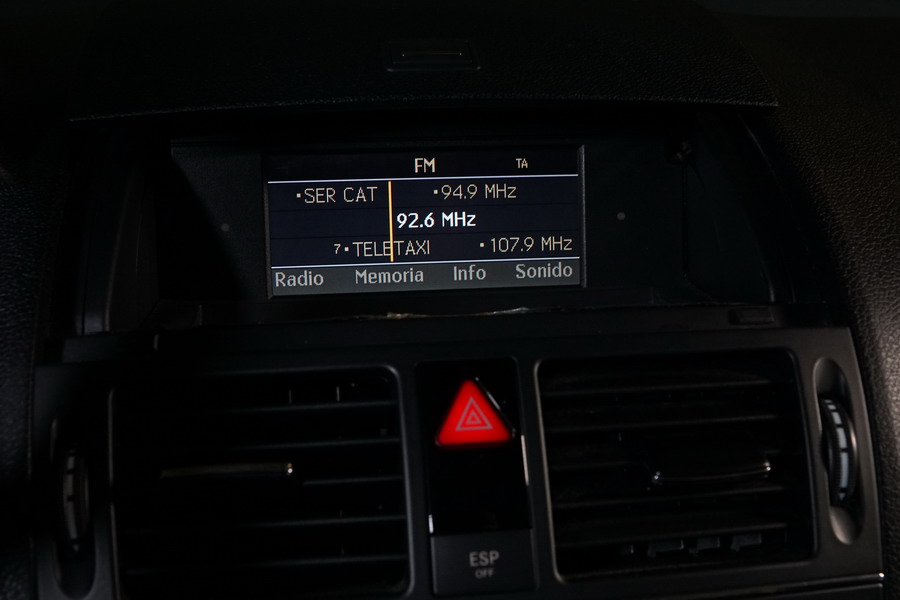 FM TA
·SER CAT ·94.9 MHz
92.6 MHz
7·TELETAXI ·107.9 MHz
Radio Memoria Info Sonido
ESP
OFF